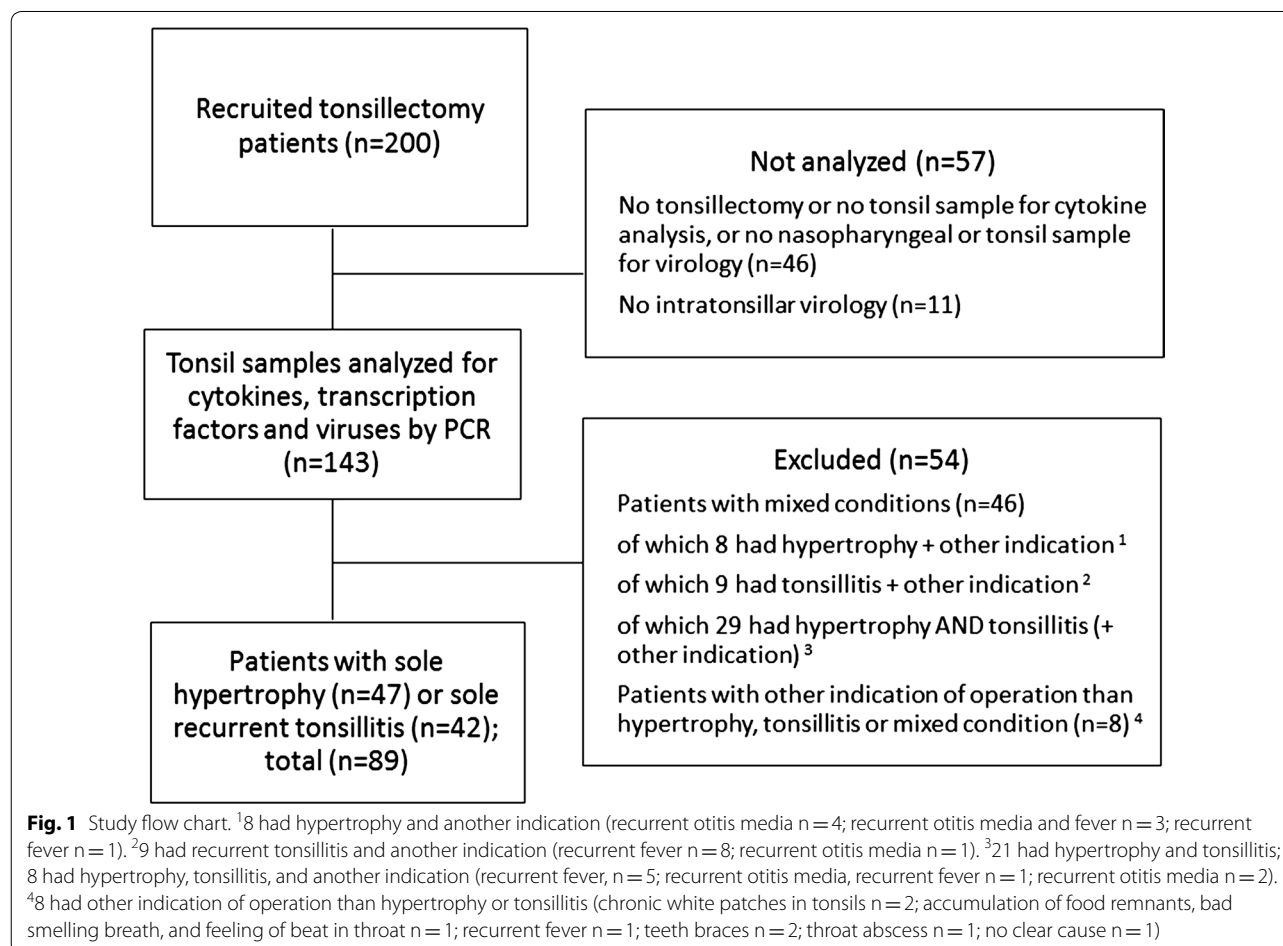 Recruited tonsillectomy
patients (n=200)
Not analyzed (n=57)
No tonsillectomy or no tonsil sample for cytokine
analysis, or no nasopharyngeal or tonsil sample
for virology (n=46)
No intratonsillar virology (n=11)
Tonsil samples analyzed for
cytokines, transcription
factors and viruses by PCR
(n=143)
Excluded (n=54)
Patients with mixed conditions (n=46)
of which 8 had hypertrophy + other indication ¹
of which 9 had tonsillitis + other indication ²
of which 29 had hypertrophy AND tonsillitis (+
other indication) ³
Patients with other indication of operation than
hypertrophy, tonsillitis or mixed condition (n=8) ⁴
Patients with sole
hypertrophy (n=47) or sole
recurrent tonsillitis (n=42);
total (n=89)
Fig. 1 Study flow chart. ¹8 had hypertrophy and another indication (recurrent otitis media n = 4; recurrent otitis media and fever n = 3; recurrent
fever n = 1). ²9 had recurrent tonsillitis and another indication (recurrent fever n = 8; recurrent otitis media n = 1). ³21 had hypertrophy and tonsillitis;
8 had hypertrophy, tonsillitis, and another indication (recurrent fever, n = 5; recurrent otitis media, recurrent fever n = 1; recurrent otitis media n = 2).
⁴8 had other indication of operation than hypertrophy or tonsillitis (chronic white patches in tonsils n = 2; accumulation of food remnants, bad
smelling breath, and feeling of beat in throat n = 1; recurrent fever n = 1; teeth braces n = 2; throat abscess n = 1; no clear cause n = 1)